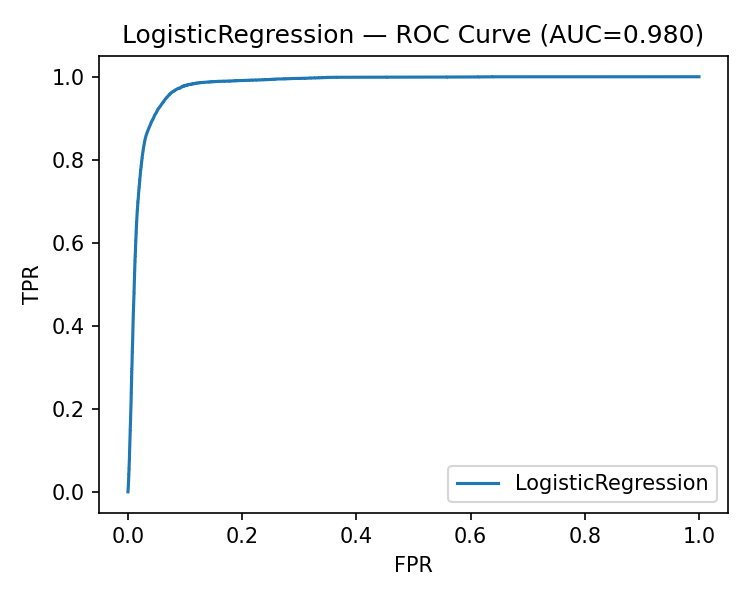 LogisticRegression — ROC Curve (AUC=0.980)
TPR
1.0
0.8
0.6
0.4
0.2
0.0
LogisticRegression
0.0 0.2 0.4 0.6 0.8 1.0
FPR